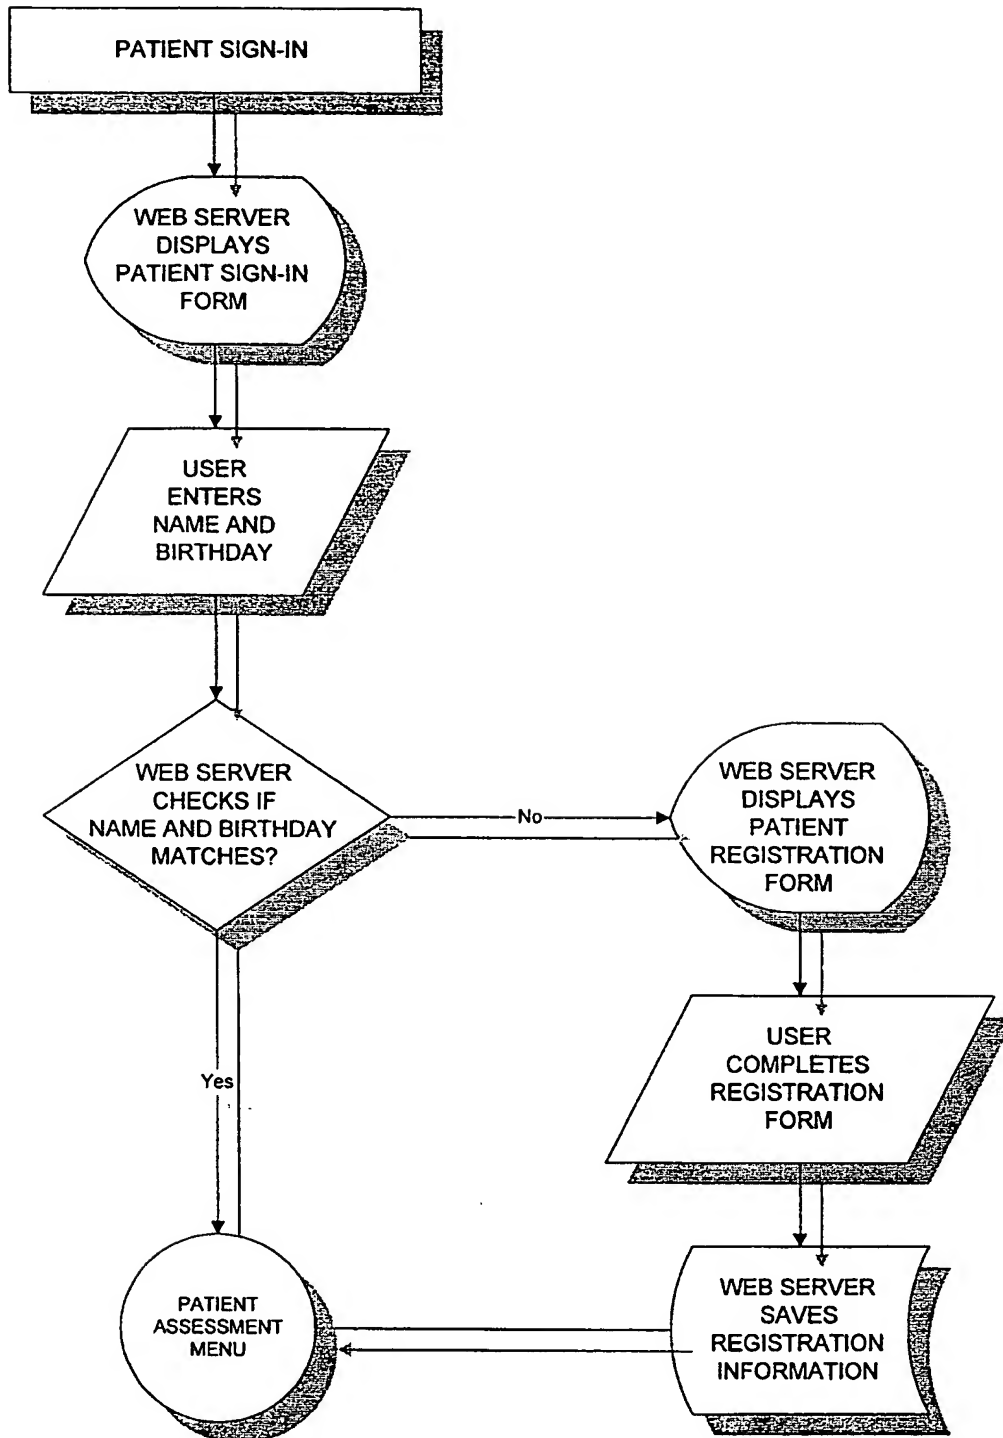 PATIENT SIGN-IN
WEB SERVER
DISPLAYS
PATIENT SIGN-IN
FORM
USER
ENTERS
NAME AND
BIRTHDAY
WEB SERVER
CHECKS IF
NAME AND BIRTHDAY
MATCHES?
No
WEB SERVER
DISPLAYS
PATIENT
REGISTRATION
FORM
USER
COMPLETES
REGISTRATION
FORM
Yes
PATIENT
ASSESSMENT
MENU
WEB SERVER
SAVES
REGISTRATION
INFORMATION